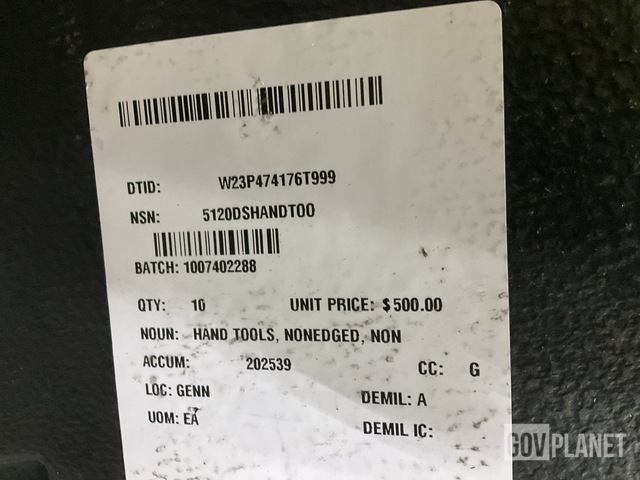 DTID: W23P474176T999
NSN: 5120DSHANDTOO
BATCH: 1007402288
QTY: 10 UNIT PRICE: $500.00
NOUN: HAND TOOLS, NONEDGED, NON
ACCUM: 202539 CC: G
LOC: GENN DEMIL: A
UOM: EA DEMIL IC:
GOVPLANET